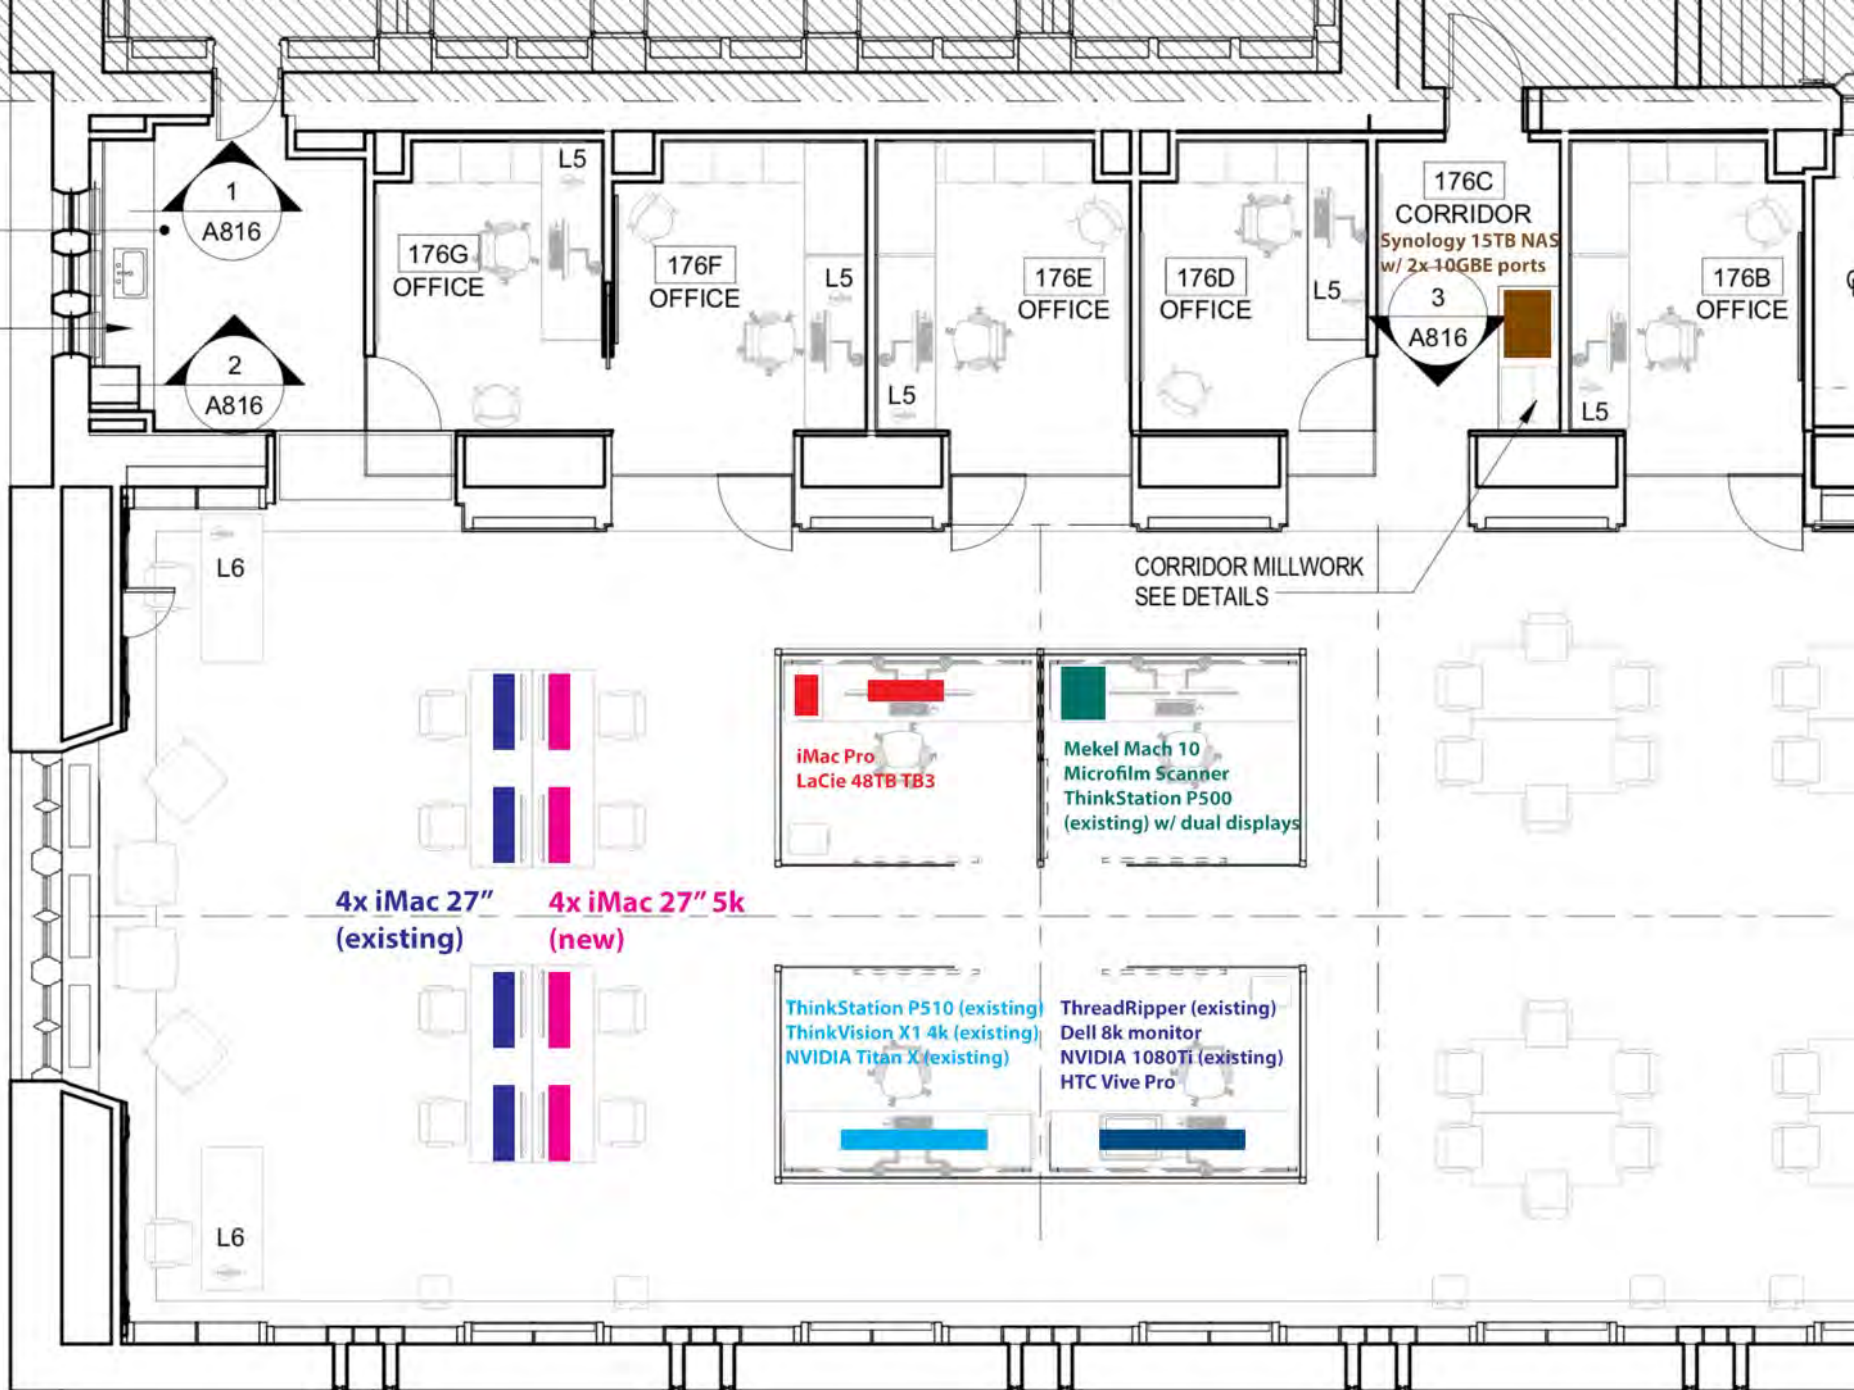 1
A816
2
A816
176G
OFFICE
L5
176F
OFFICE
L5
176E
OFFICE
L5
176D
OFFICE
L5
176C
CORRIDOR
Synology 15TB NAS
w/ 2x 10GBE ports
3
A816
176B
OFFICE
L5
CORRIDOR MILLWORK
SEE DETAILS
L6
iMac Pro
LaCie 48TB TB3
Mekel Mach 10
Microfilm Scanner
ThinkStation P500
(existing) w/ dual displays
4x iMac 27”
(existing)
4x iMac 27” 5k
(new)
ThinkStation P510 (existing)
ThinkVision X1 4k (existing)
NVIDIA Titan X (existing)
ThreadRipper (existing)
Dell 8k monitor
NVIDIA 1080Ti (existing)
HTC Vive Pro
L6